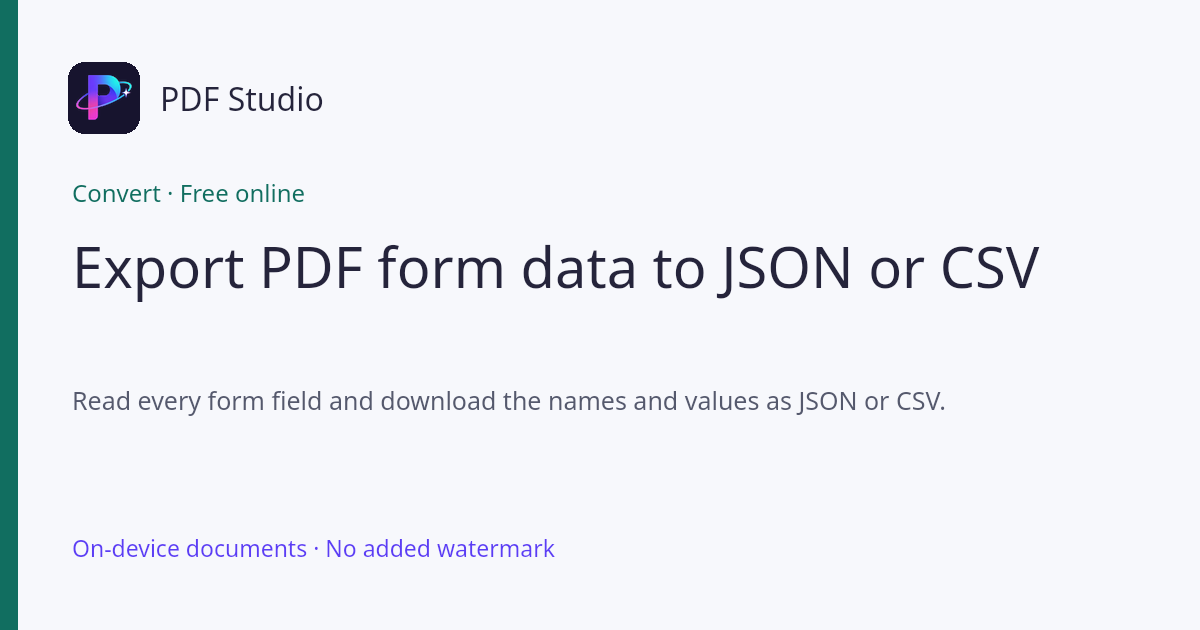 PDF Studio
Convert · Free online
Export PDF form data to JSON or CSV
Read every form field and download the names and values as JSON or CSV.
On-device documents · No added watermark